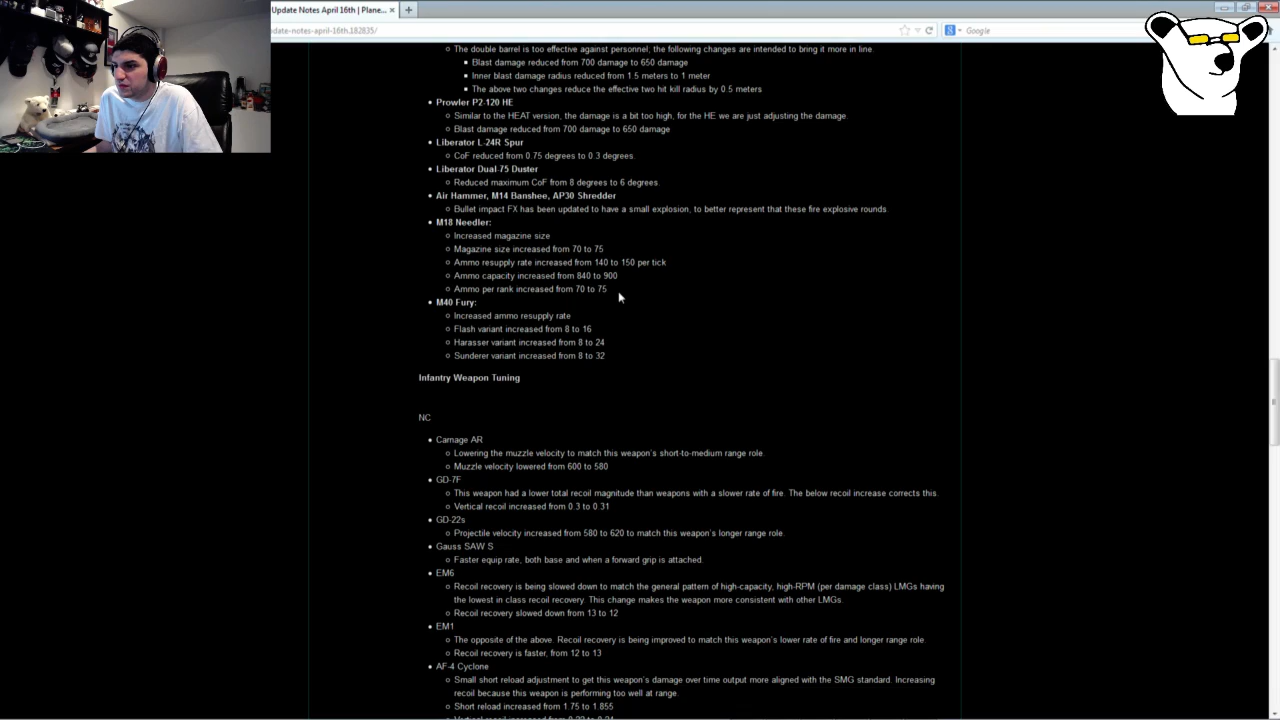 Update Notes April 16th | Plane... × +
date-notes-april-16th.182835/
Google
The double barrel is too effective against personnel; the following changes are intended to bring it more in line.
Blast damage reduced from 700 damage to 650 damage
Inner blast damage radius reduced from 1.5 meters to 1 meter
The above two changes reduce the effective two hit kill radius by 0.5 meters
Prowler P2-120 HE
Similar to the HEAT version, the damage is a bit too high, for the HE we are just adjusting the damage.
Blast damage reduced from 700 damage to 650 damage
Liberator L-24R Spur
CoF reduced from 0.75 degrees to 0.3 degrees.
Liberator Dual-75 Duster
Reduced maximum CoF from 8 degrees to 6 degrees.
Air Hammer, M14 Banshee, AP30 Shredder
Bullet impact FX has been updated to have a small explosion, to better represent that these fire explosive rounds.
M18 Needler:
Increased magazine size
Magazine size increased from 70 to 75
Ammo resupply rate increased from 140 to 150 per tick
Ammo capacity increased from 840 to 900
Ammo per rank increased from 70 to 75
M40 Fury:
Increased ammo resupply rate
Flash variant increased from 8 to 16
Harasser variant increased from 8 to 24
Sunderer variant increased from 8 to 32
Infantry Weapon Tuning
NC
Carnage AR
Lowering the muzzle velocity to match this weapon's short-to-medium range role.
Muzzle velocity lowered from 600 to 580
GD-7F
This weapon had a lower total recoil magnitude than weapons with a slower rate of fire. The below recoil increase corrects this.
Vertical recoil increased from 0.3 to 0.31
GD-22s
Projectile velocity increased from 580 to 620 to match this weapon's longer range role.
Gauss SAW S
Faster equip rate, both base and when a forward grip is attached.
EM6
Recoil recovery is being slowed down to match the general pattern of high-capacity, high-RPM (per damage class) LMGs having
the lowest in class recoil recovery. This change makes the weapon more consistent with other LMGs.
Recoil recovery slowed down from 13 to 12
EM1
The opposite of the above. Recoil recovery is being improved to match this weapon's lower rate of fire and longer range role.
Recoil recovery is faster, from 12 to 13
AF-4 Cyclone
Small short reload adjustment to get this weapon's damage over time output more aligned with the SMG standard. Increasing
recoil because this weapon is performing too well at range.
Short reload increased from 1.75 to 1.855